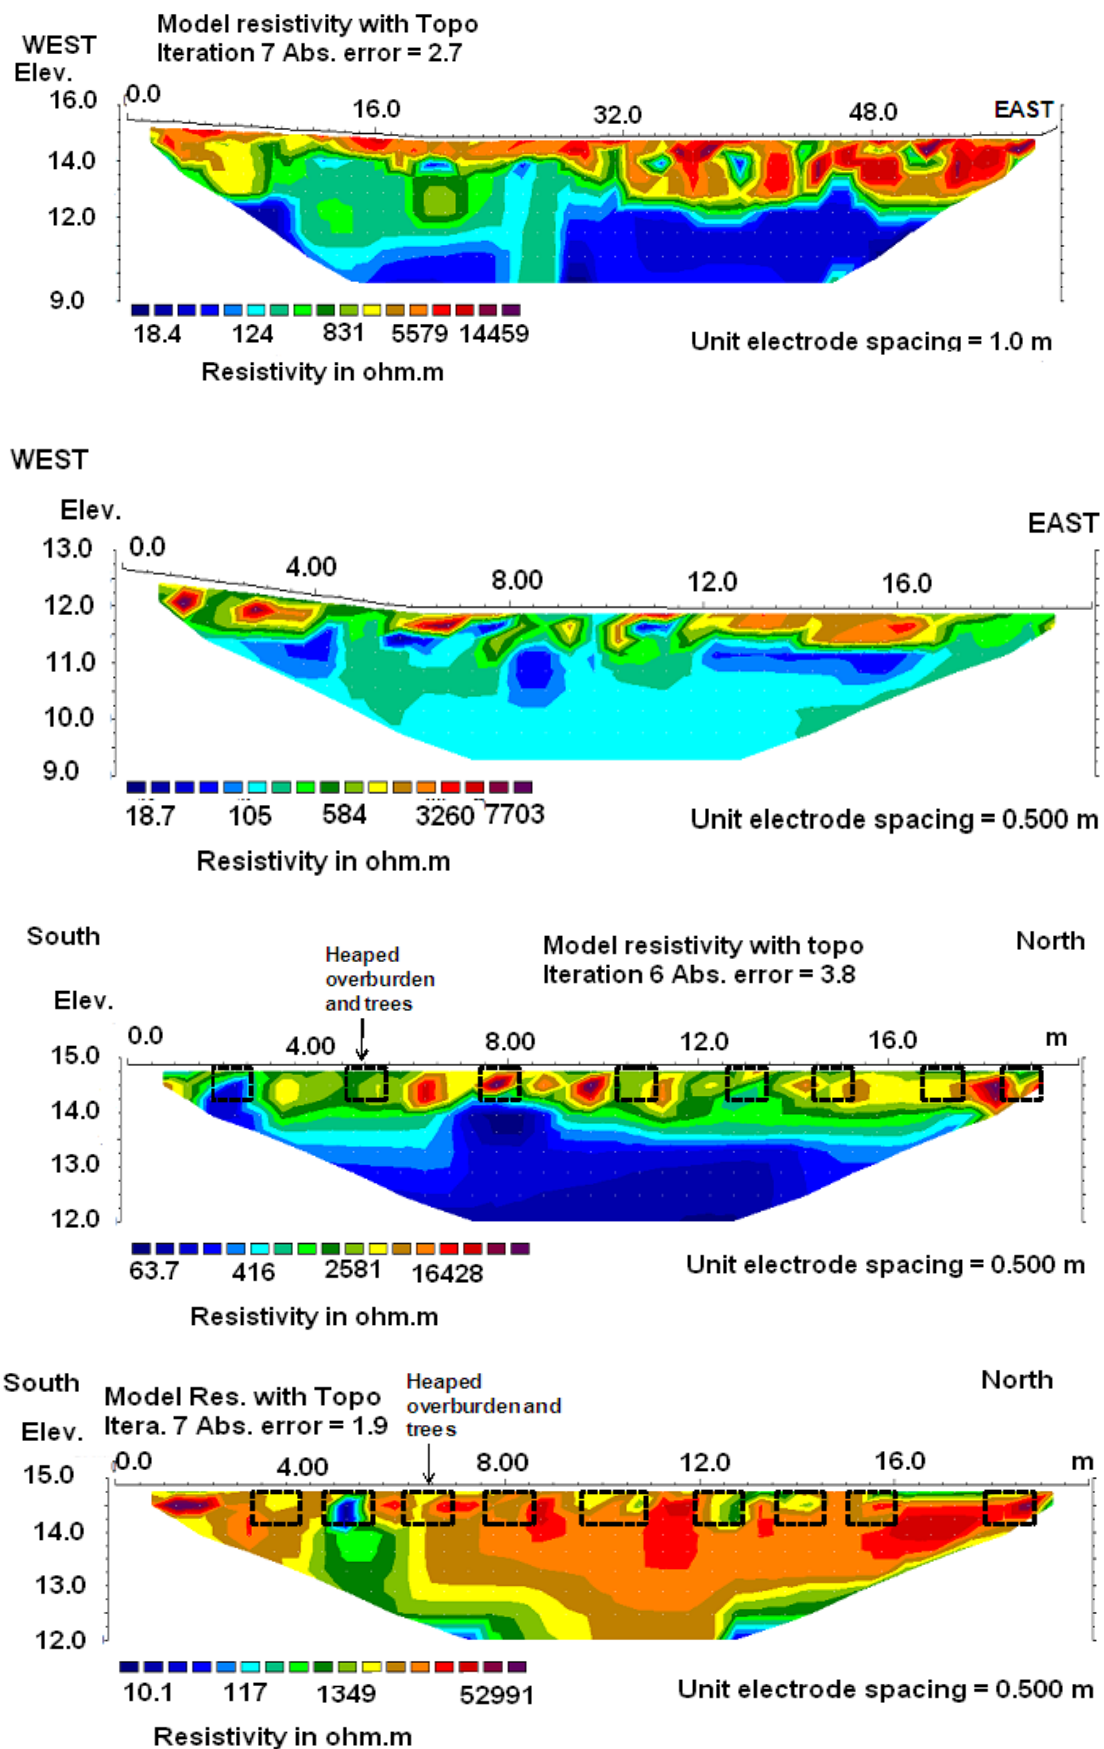 Model resistivity with Topo
WEST
Iteration 7 Abs. error = 2.7
Elev.
16.0 0.0 16.0 32.0 48.0 EAST
14.0
12.0
9.0
18.4 124 831 5579 14459
Unit electrode spacing = 1.0 m
Resistivity in ohm.m
WEST
Elev.
EAST
13.0 0.0 4.00 8.00 12.0 16.0
12.0
11.0
10.0
9.0
18.7 105 584 3260 7703
Unit electrode spacing = 0.500 m
Resistivity in ohm.m
South
North
Model resistivity with topo
Iteration 6 Abs. error = 3.8
Heaped
overburden
and trees
Elev.
0.0 4.00 8.00 12.0 16.0 m
15.0
14.0
13.0
12.0
63.7 416 2581 16428
Unit electrode spacing = 0.500 m
Resistivity in ohm.m
South
North
Model Res. with Topo
Itera. 7 Abs. error = 1.9
Heaped
overburden and
trees
Elev.
0.0 4.00 8.00 12.0 16.0 m
15.0
14.0
13.0
12.0
10.1 117 1349 52991
Unit electrode spacing = 0.500 m
Resistivity in ohm.m